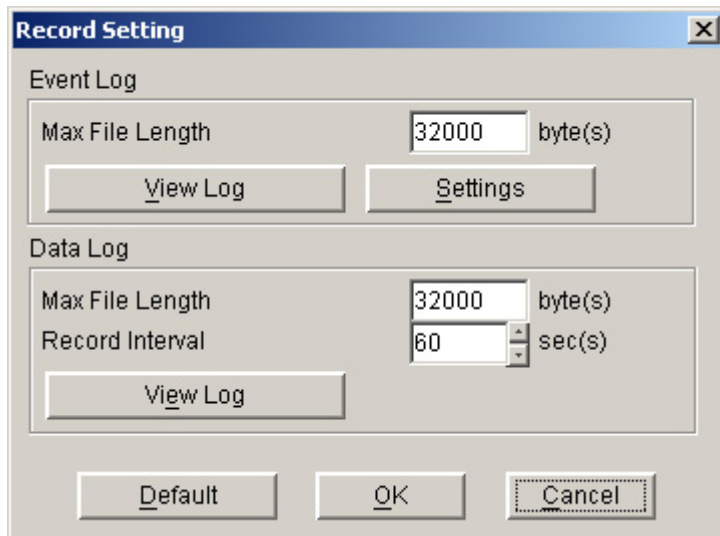 Record Setting
Event Log
Max File Length 32000 byte(s)
View Log Settings
Data Log
Max File Length 32000 byte(s)
Record Interval 60 sec(s)
View Log
Default OK Cancel